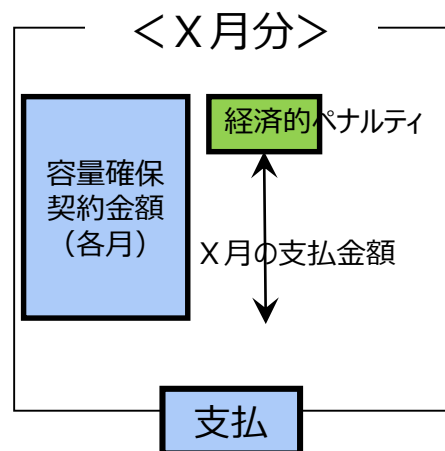 ＜X月分＞
容量確保
契約金額
（各月）
経済的ペナルティ
X月の支払金額
支払